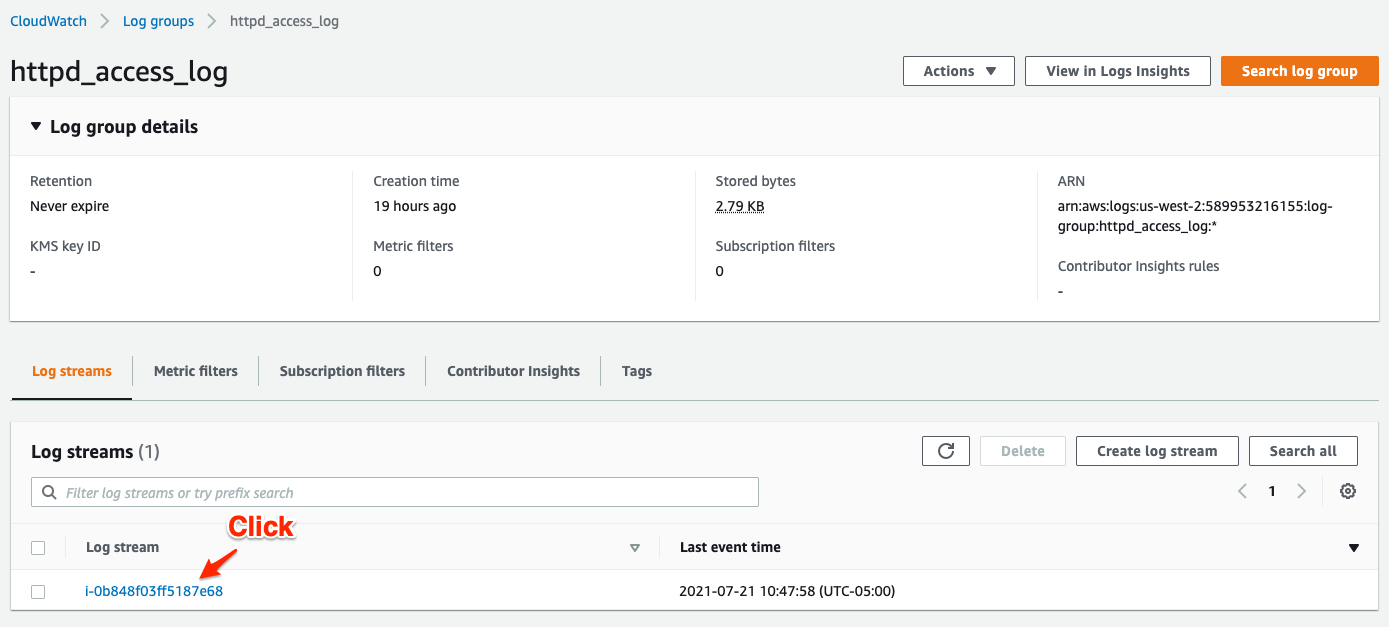 CloudWatch > Log groups > httpd_access_log
httpd_access_log
Actions ▼ View in Logs Insights Search log group
▼ Log group details
Retention
Never expire
KMS key ID
-
Creation time
19 hours ago
Metric filters
0
Stored bytes
2.79 KB
Subscription filters
0
ARN
arn:aws:logs:us-west-2:589953216155:log-
group:httpd_access_log:*
Contributor Insights rules
-
Log streams Metric filters Subscription filters Contributor Insights Tags
Log streams (1)
Delete Create log stream Search all
Filter log streams or try prefix search
1
Click
Log stream Last event time
i-0b848f03ff5187e68 2021-07-21 10:47:58 (UTC-05:00)